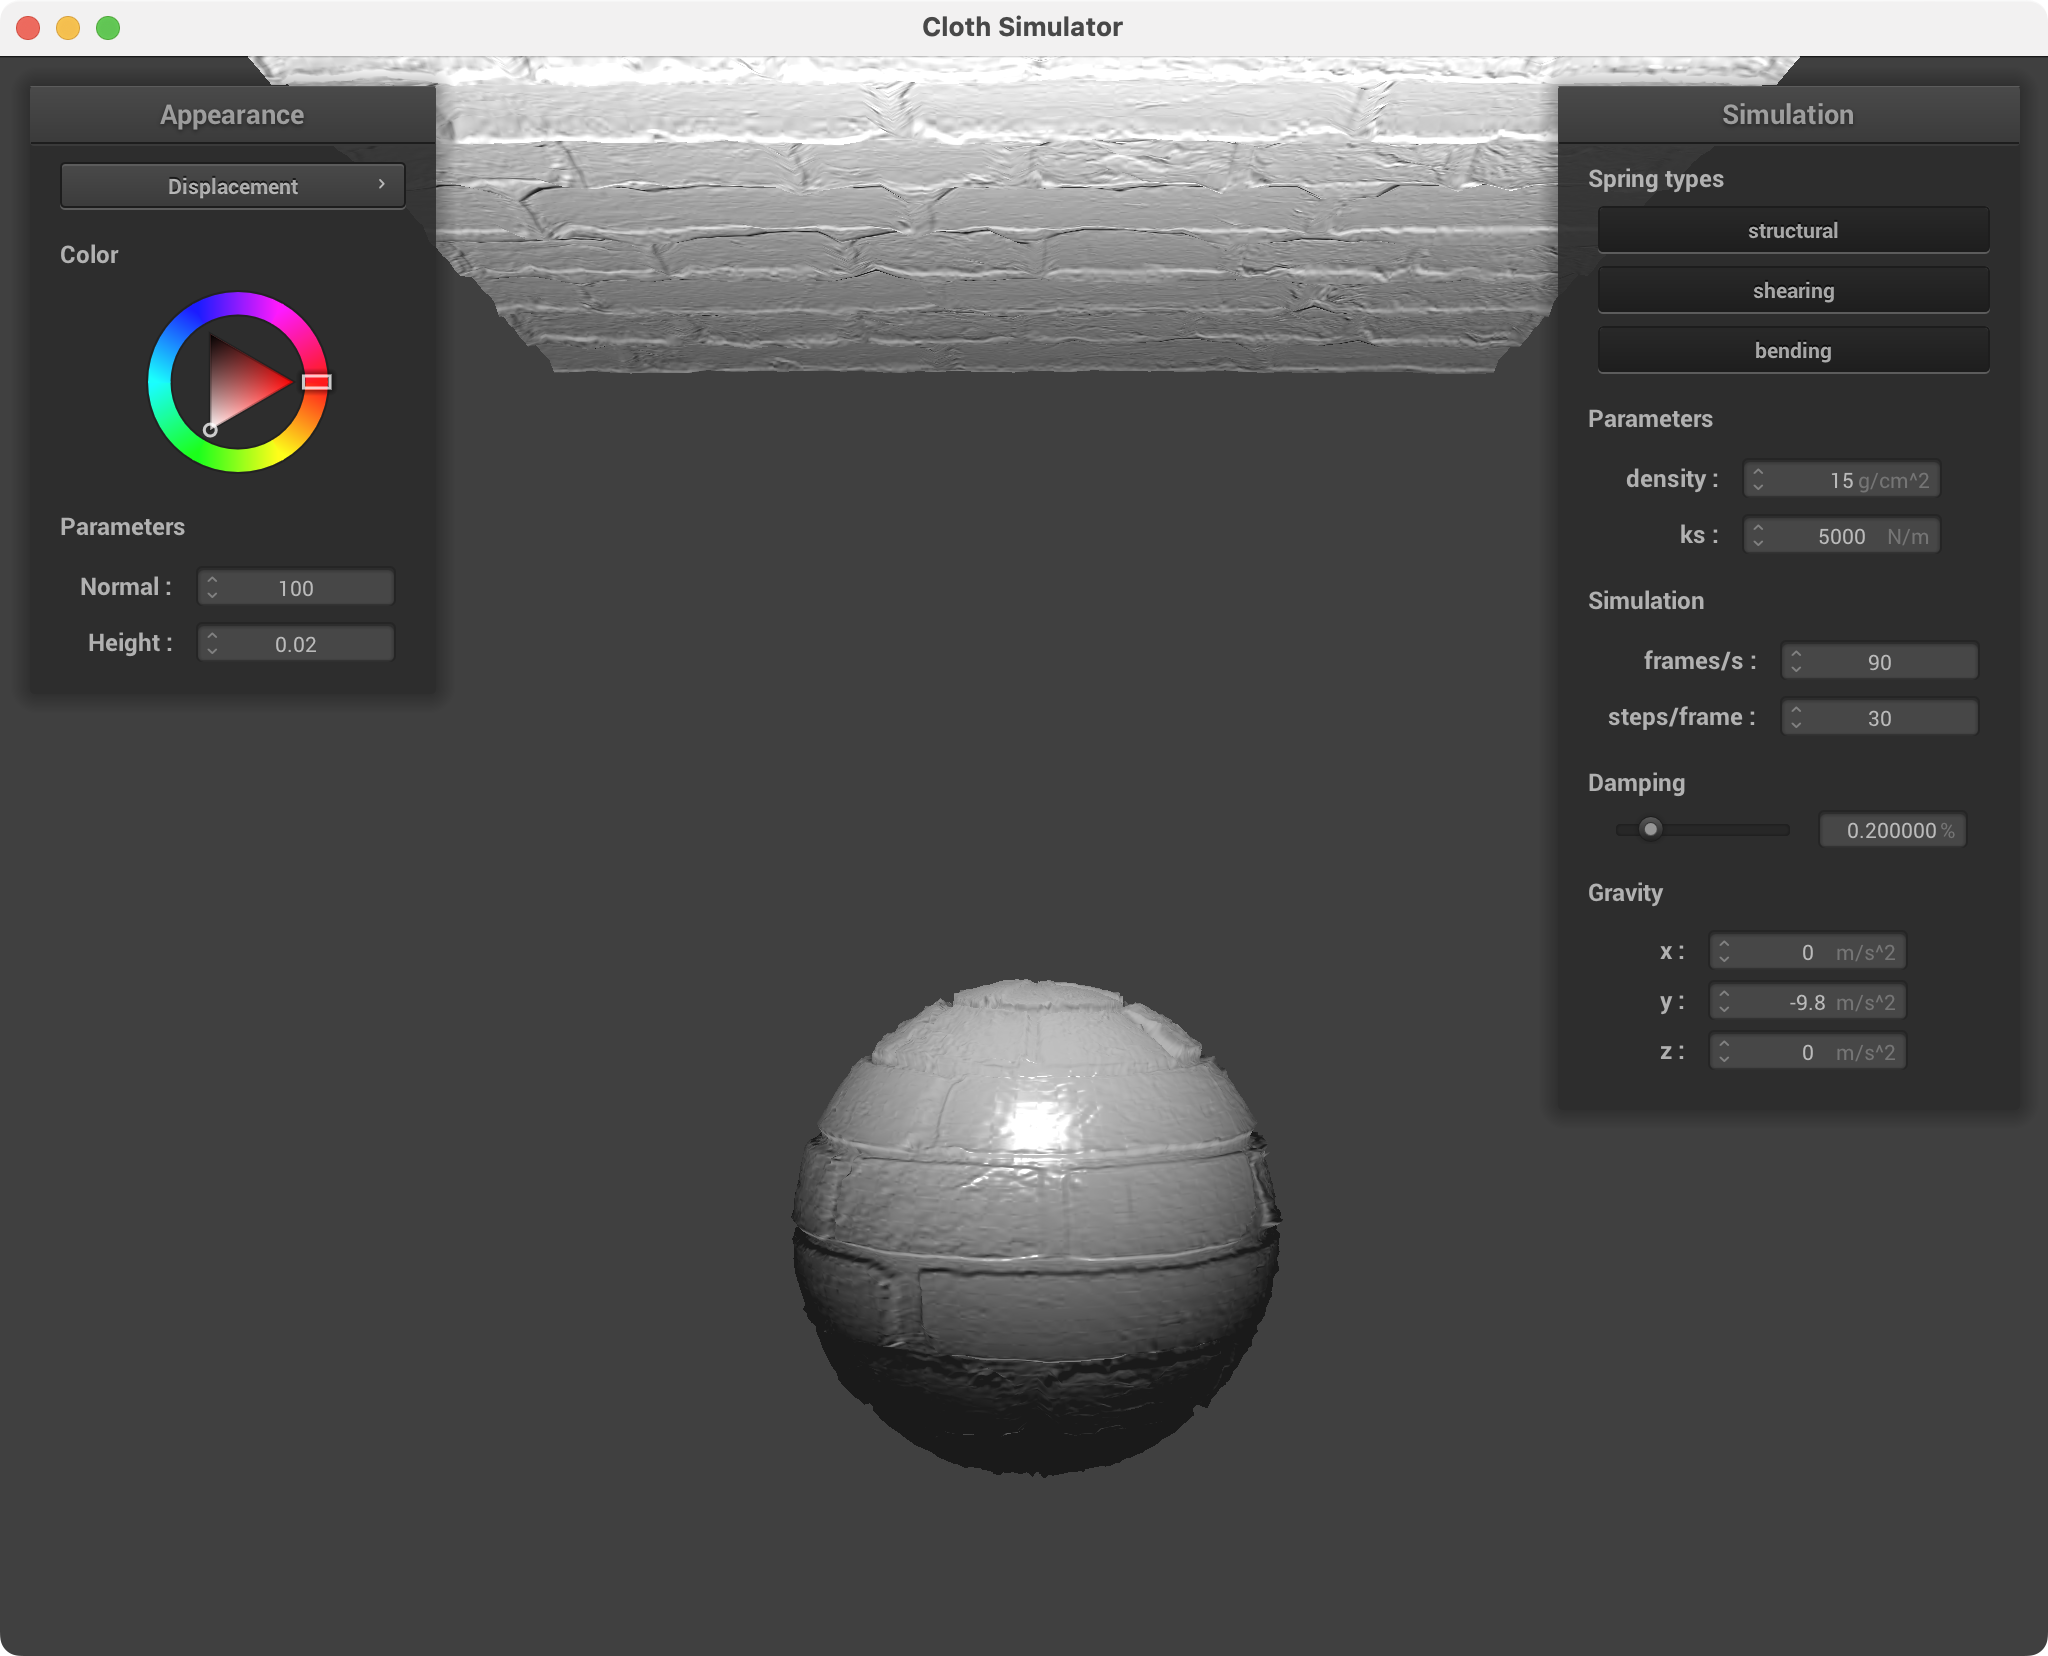 Cloth Simulator
Appearance
Displacement
Color
Parameters
Normal : 100
Height : 0.02
Simulation
Spring types
structural
shearing
bending
Parameters
density : 15 g/cm^2
ks : 5000 N/m
Simulation
frames/s : 90
steps/frame : 30
Damping
0.200000 %
Gravity
x : 0 m/s^2
y : -9.8 m/s^2
z : 0 m/s^2